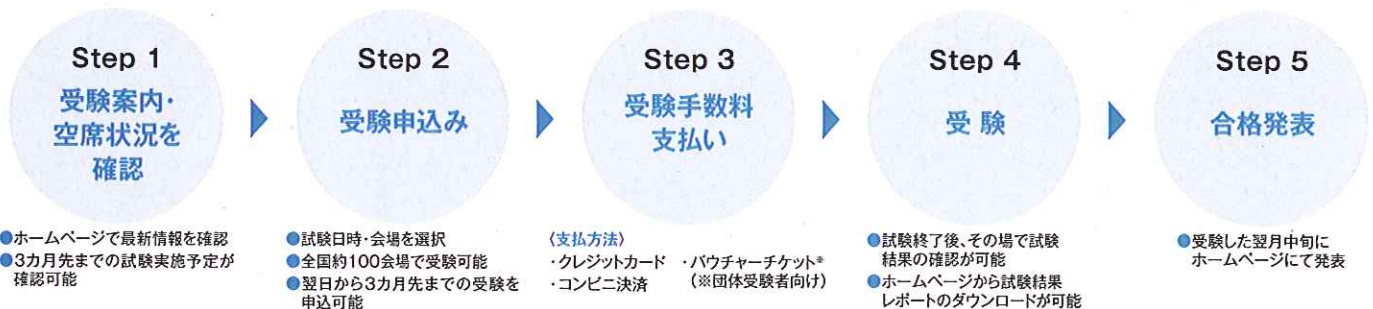 Step 1
受験案内・
空席状況を
確認
●ホームページで最新情報を確認
●3カ月先までの試験実施予定が
確認可能
Step 2
受験申込み
●試験日時・会場を選択
●全国約100会場で受験可能
●翌日から3カ月先までの受験を
申込可能
Step 3
受験手数料
支払い
〈支払方法〉
・クレジットカード ・バウチャーチケット※
・コンビニ決済 (※団体受験者向け)
Step 4
受 験
●試験終了後、その場で試験
結果の確認が可能
●ホームページから試験結果
レポートのダウンロードが可能
Step 5
合格発表
●受験した翌月中旬に
ホームページにて発表